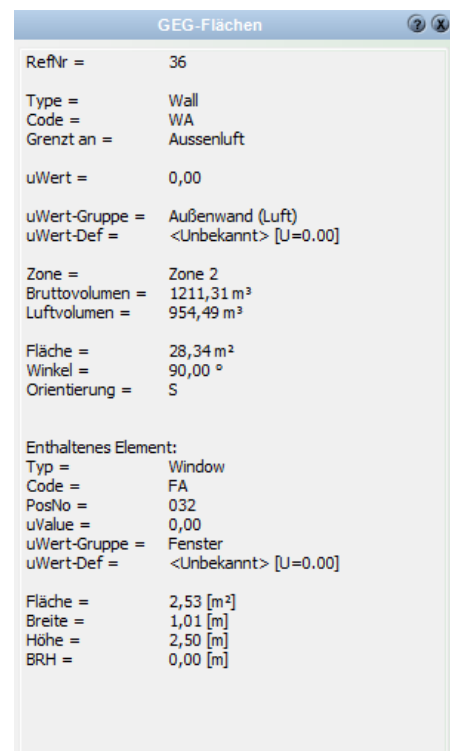 GEG-Flächen
RefNr = 36
Type = Wall
Code = WA
Grenzt an = Aussenluft
uWert = 0,00
uWert-Gruppe = Außenwand (Luft)
uWert-Def = <Unbekannt> [U=0.00]
Zone = Zone 2
Bruttovolumen = 1211,31 m³
Luftvolumen = 954,49 m³
Fläche = 28,34 m²
Winkel = 90,00 °
Orientierung = S
Enthaltenes Element:
Typ = Window
Code = FA
PosNo = 032
uValue = 0,00
uWert-Gruppe = Fenster
uWert-Def = <Unbekannt> [U=0.00]
Fläche = 2,53 [m²]
Breite = 1,01 [m]
Höhe = 2,50 [m]
BRH = 0,00 [m]